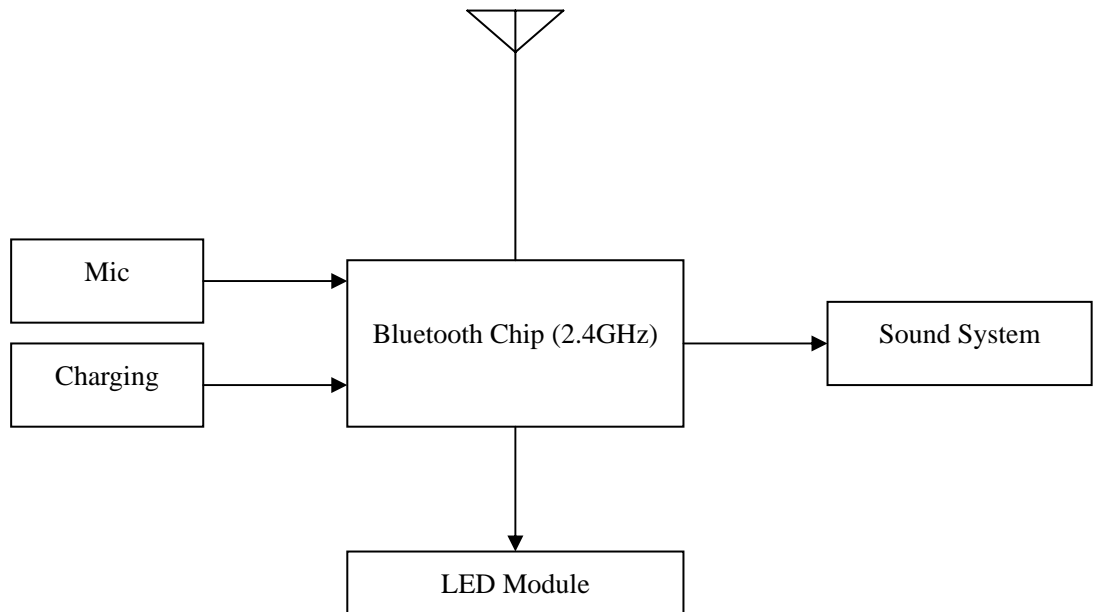 Mic
Charging
Bluetooth Chip (2.4GHz)
Sound System
LED Module